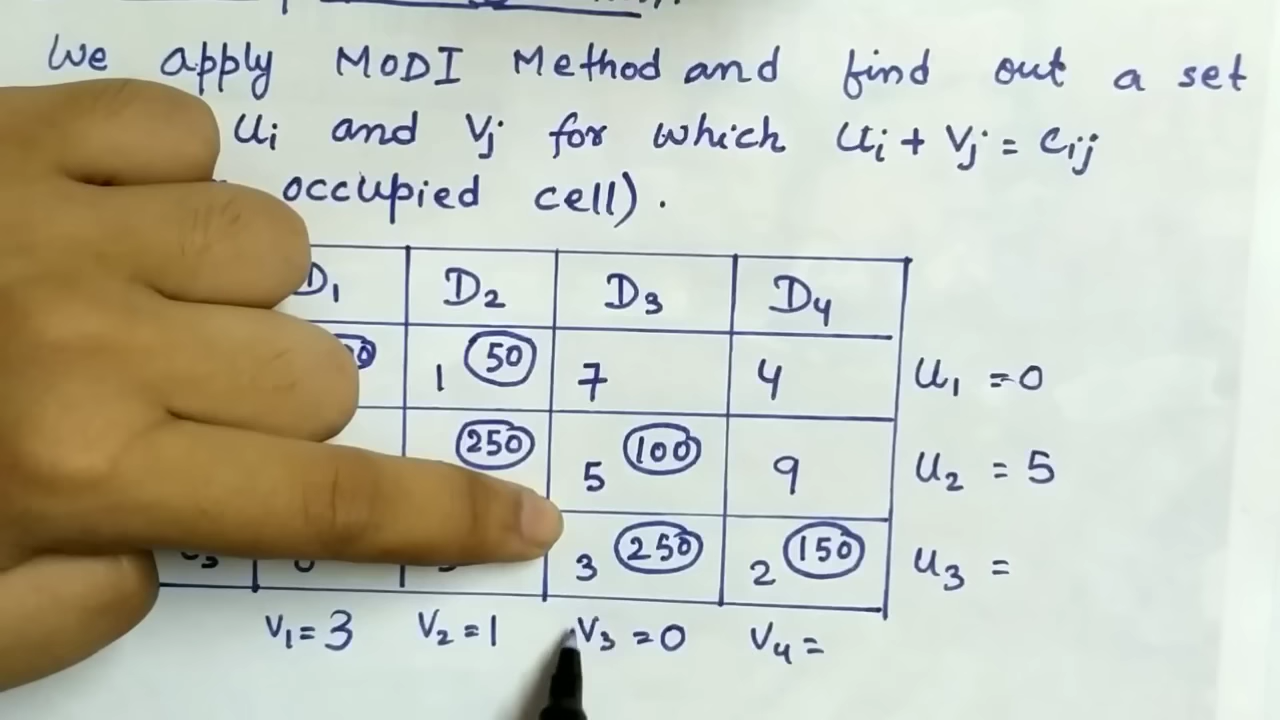 We apply MODI Method and find out a set
ui and vj for which ui + vj = cij
occupied cell).
D1 D2 D3 D4
1 50 7 4 u1 = 0
250 5 100 9 u2 = 5
3 250 2 150 u3 =
v1 = 3 v2 = 1 v3 = 0 v4 =